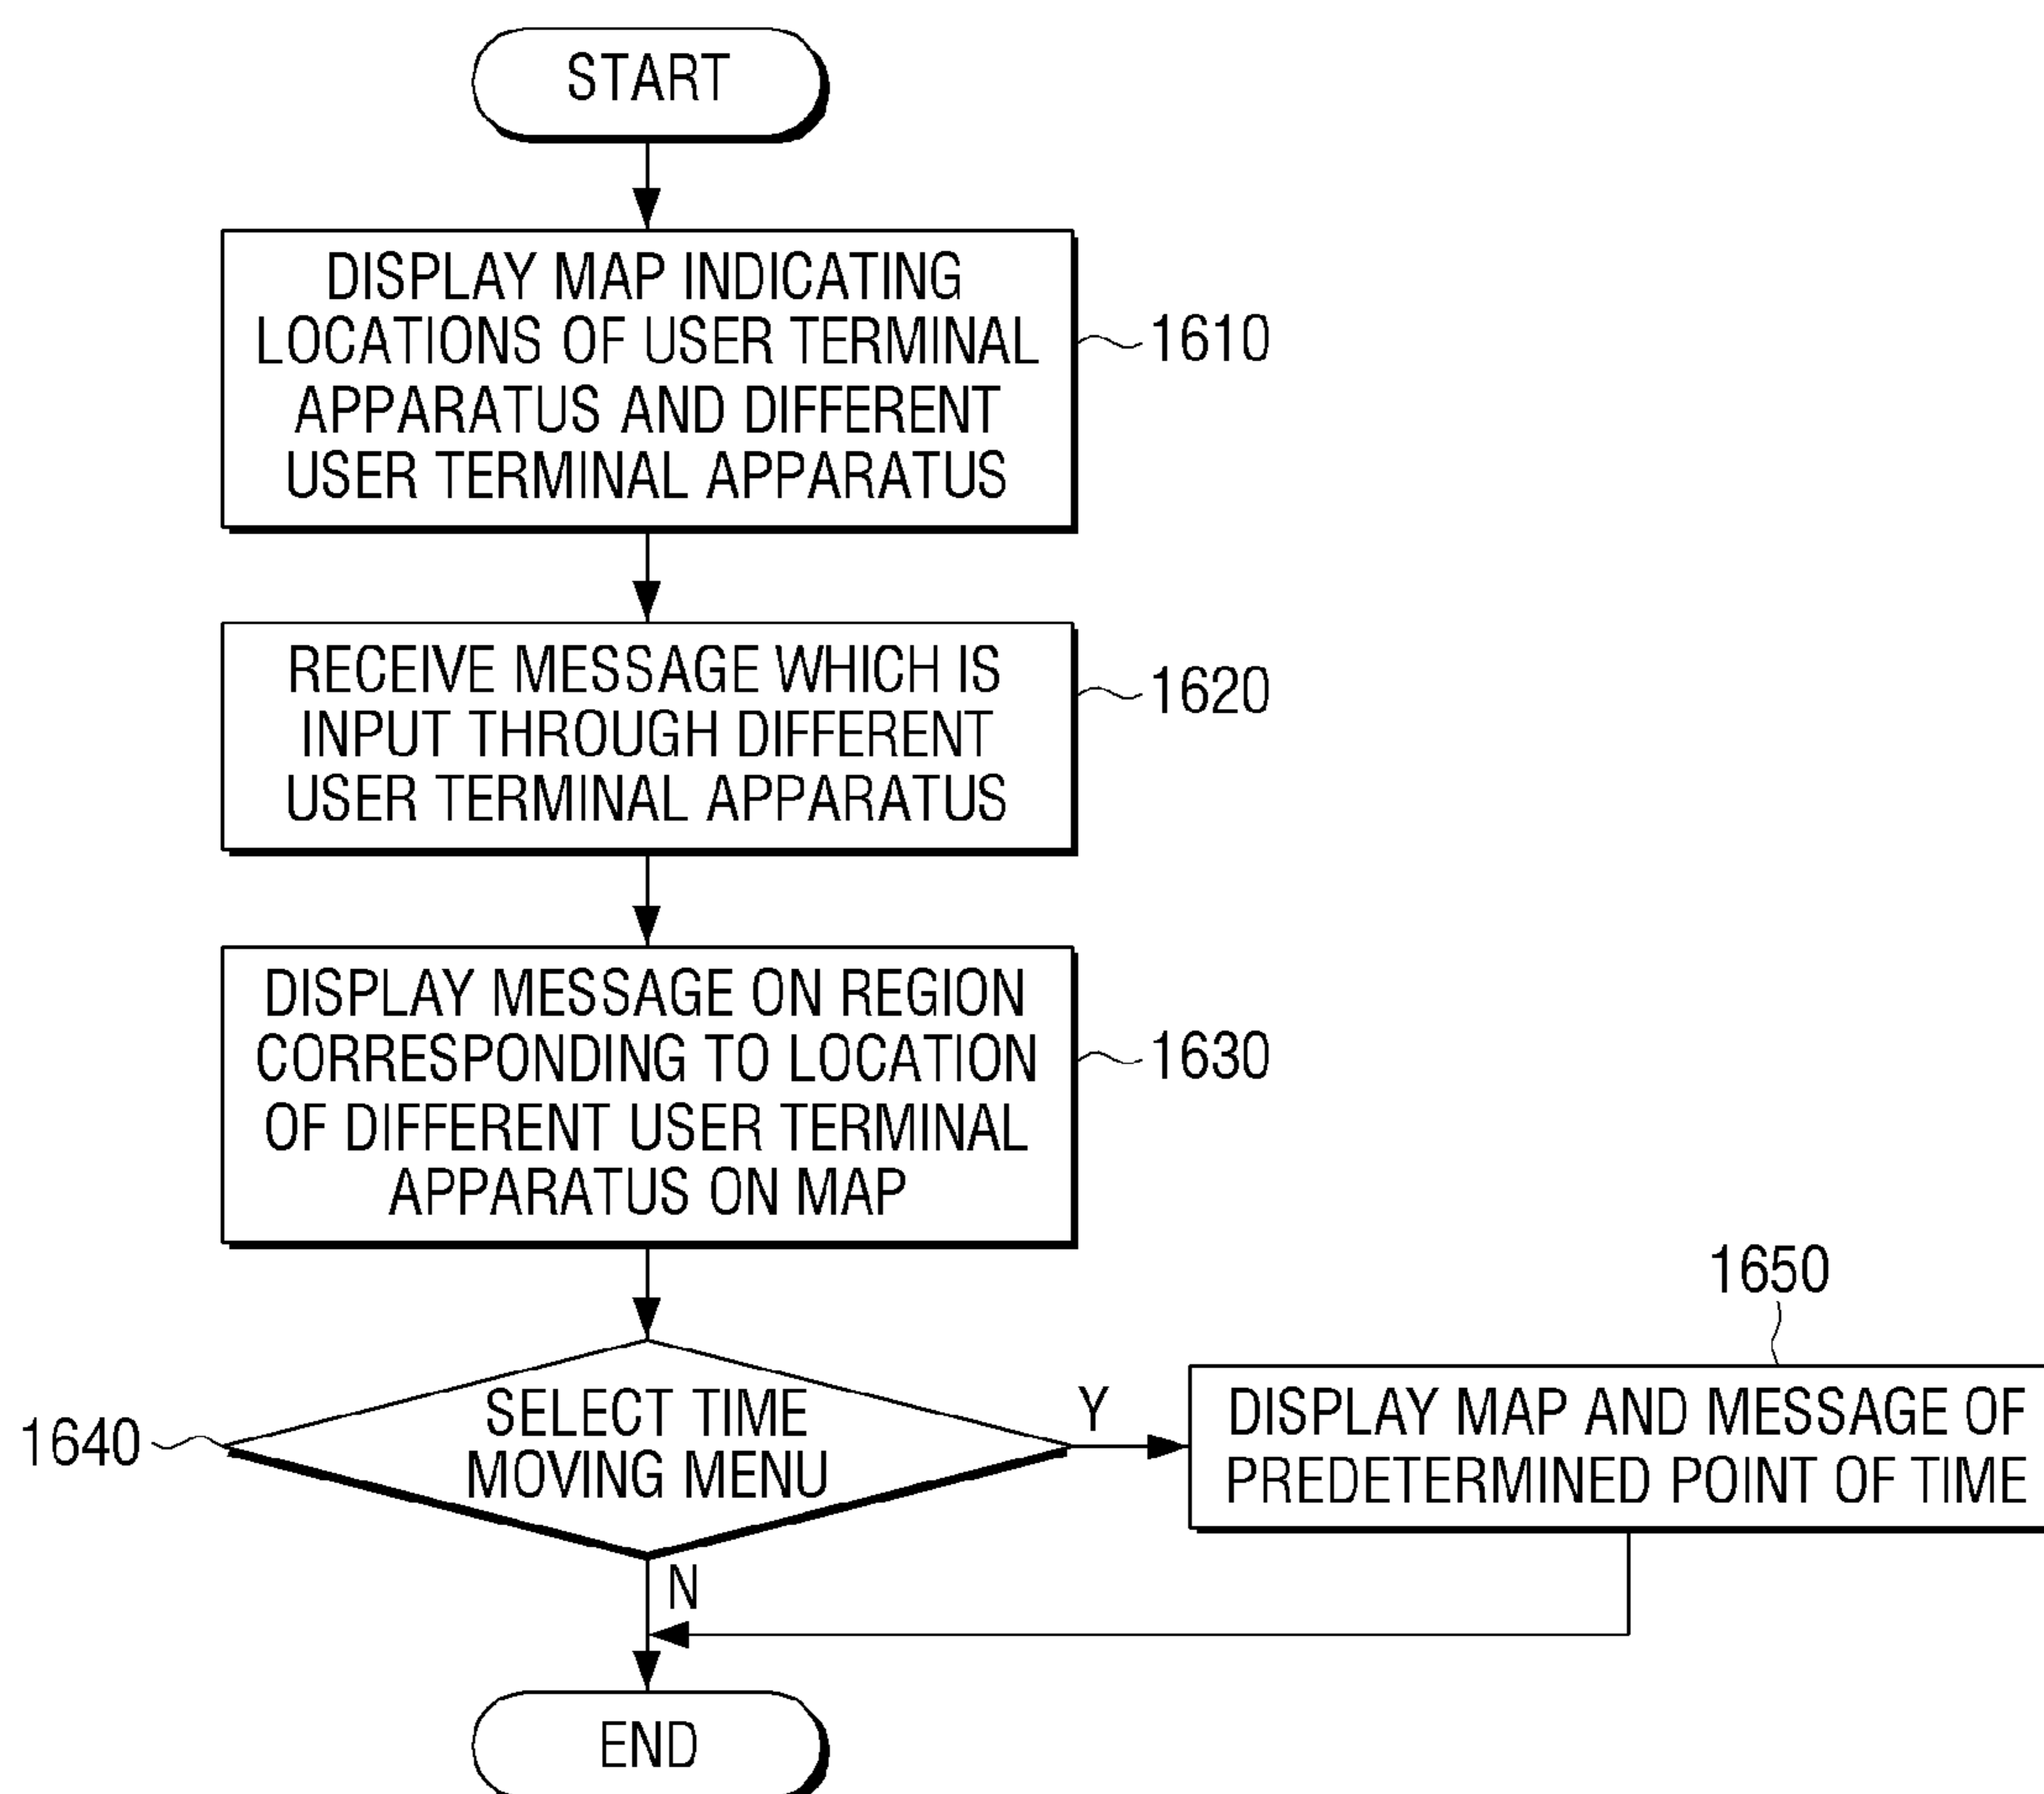 START
DISPLAY MAP INDICATING
LOCATIONS OF USER TERMINAL
APPARATUS AND DIFFERENT
USER TERMINAL APPARATUS
1610
RECEIVE MESSAGE WHICH IS
INPUT THROUGH DIFFERENT
USER TERMINAL APPARATUS
1620
DISPLAY MESSAGE ON REGION
CORRESPONDING TO LOCATION
OF DIFFERENT USER TERMINAL
APPARATUS ON MAP
1630
SELECT TIME
MOVING MENU
1640
Y
1650
DISPLAY MAP AND MESSAGE OF
PREDETERMINED POINT OF TIME
N
END